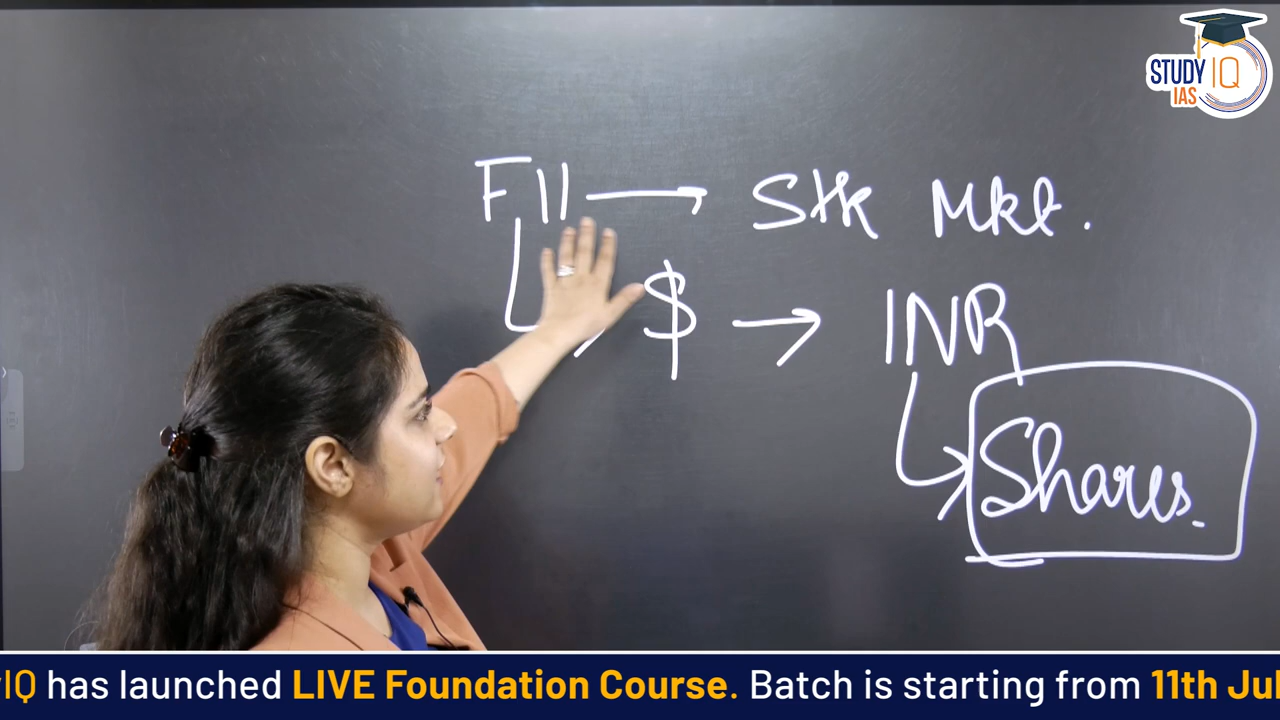 STUDY IQ
IAS
FII → Stk Mkt.
$ → INR
Shares.
IQ has launched LIVE Foundation Course. Batch is starting from 11th Jul